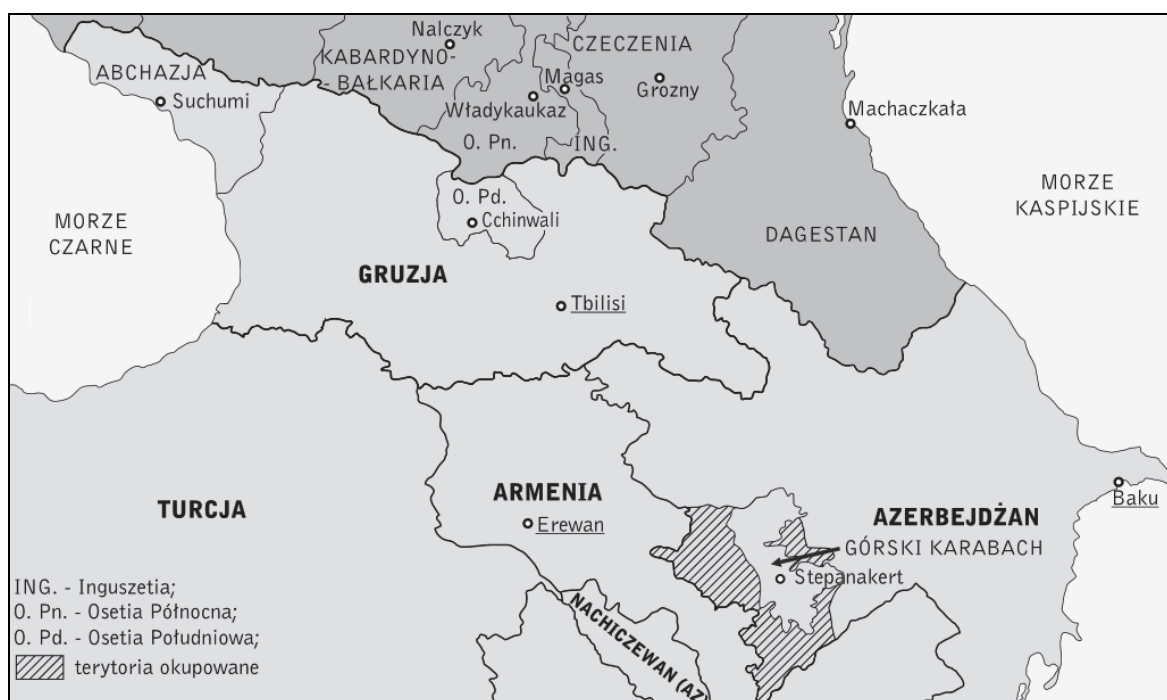 Nalczyk
KABARDYNO-
- BAŁKARIA
CZECZENIA
ABCHAZJA
Suchumi
Magas
Grozny
Władykaukaz
Machaczkała
O. Pn.
ING.
MORZE
KASPIJSKIE
O. Pd.
Cchinwali
MORZE
CZARNE
DAGESTAN
GRUZJA
Tbilisi
ARMENIA
Erewan
TURCJA
AZERBEJDŻAN
Baku
GÓRSKI KARABACH
Stepanakert
NACHICZEWAN (AZ)
ING. - Inguszetia;
O. Pn. - Osetia Północna;
O. Pd. - Osetia Południowa;
terytoria okupowane